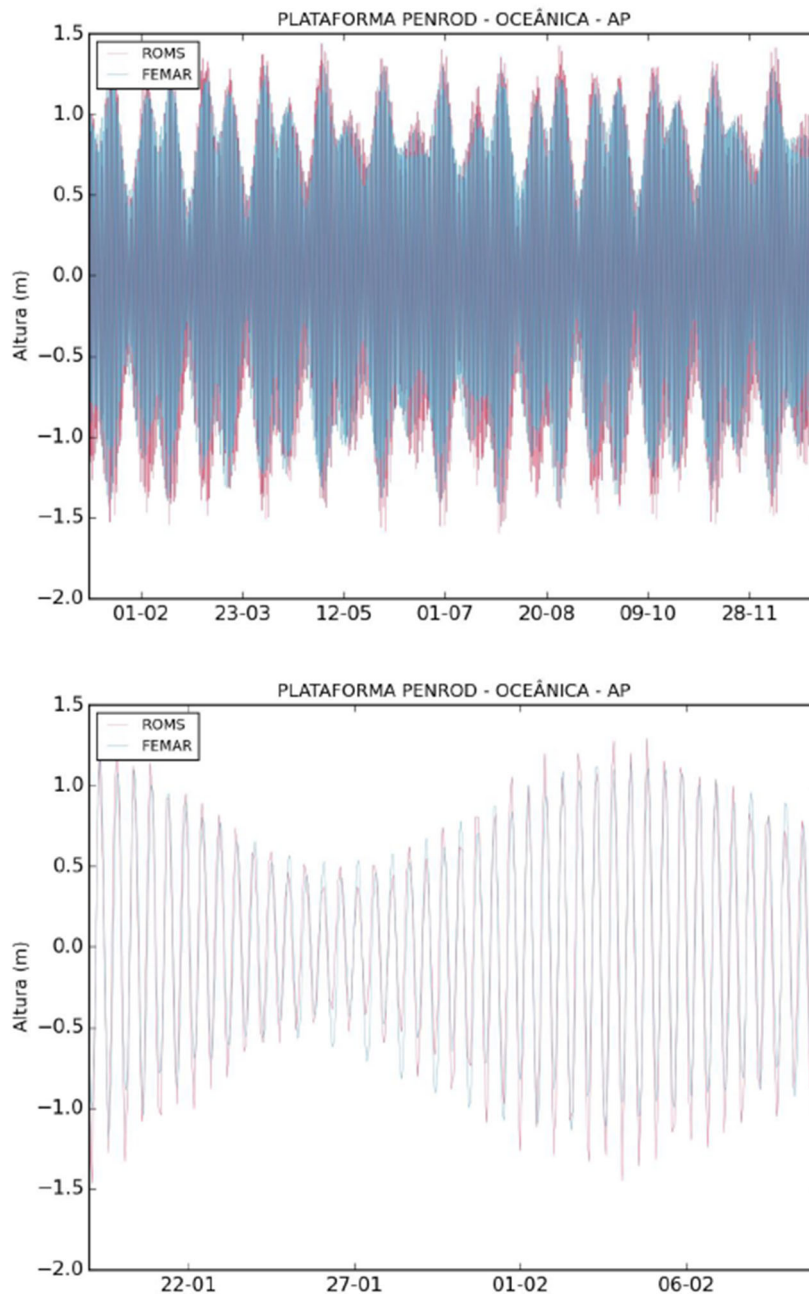 PLATAFORMA PENROD - OCEÂNICA - AP
1.5
ROMS
FEMAR
1.0
0.5
0.0
Altura (m)
−0.5
−1.0
−1.5
−2.0
01-02 23-03 12-05 01-07 20-08 09-10 28-11
PLATAFORMA PENROD - OCEÂNICA - AP
1.5
ROMS
FEMAR
1.0
0.5
0.0
Altura (m)
−0.5
−1.0
−1.5
−2.0
22-01 27-01 01-02 06-02